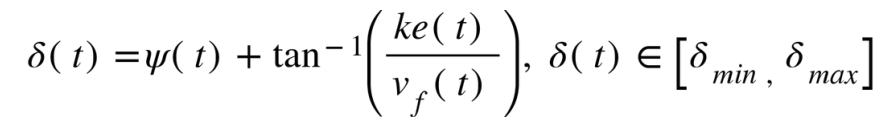 δ( t) =ψ( t) + tan⁻¹(ke( t) / v_f( t)), δ( t) ∈ [δ_min , δ_max]